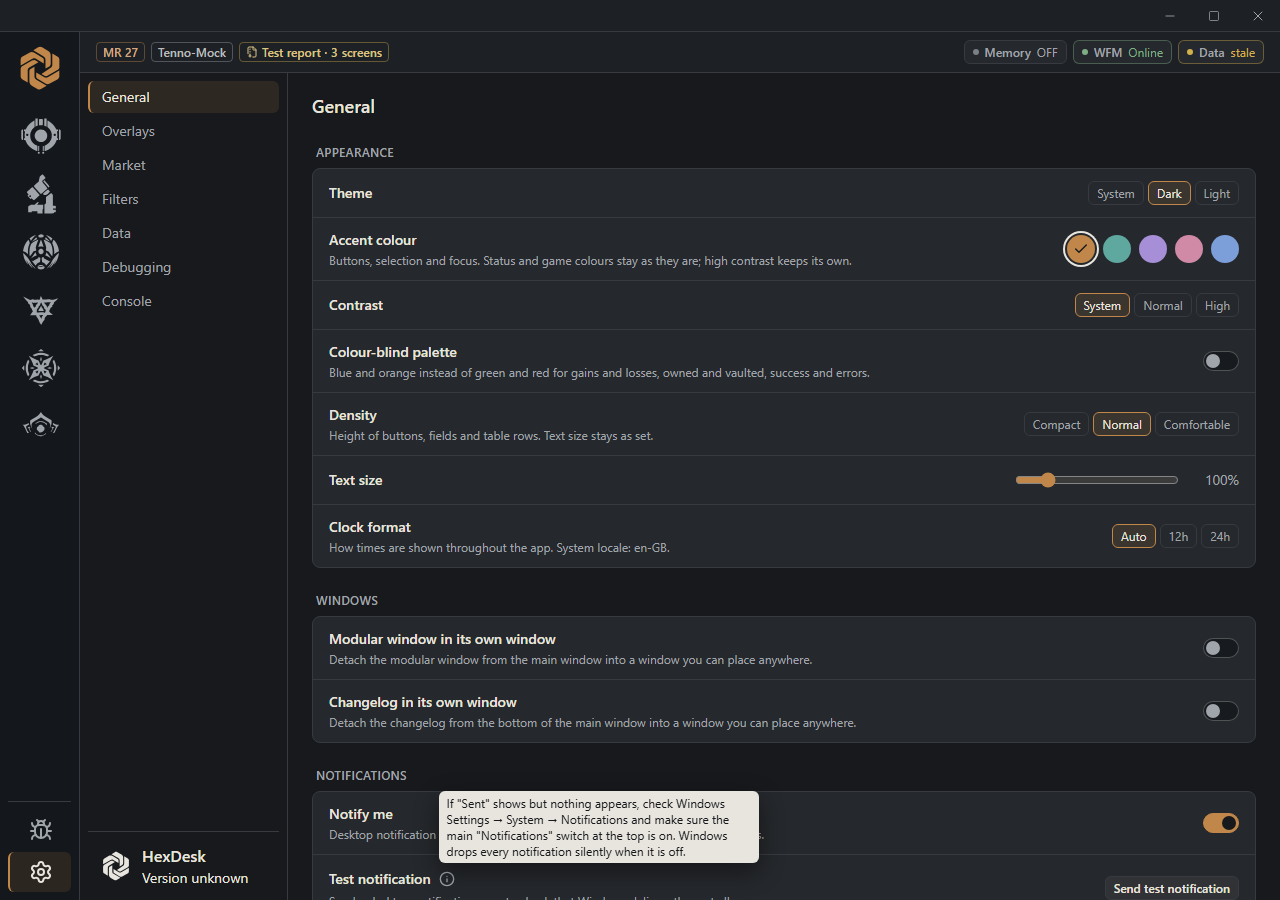 MR 27
Tenno-Mock
Test report · 3 screens
Memory OFF
WFM Online
Data stale
General
Overlays
Market
Filters
Data
Debugging
Console
HexDesk
Version unknown
General
APPEARANCE
Theme
System
Dark
Light
Accent colour
Buttons, selection and focus. Status and game colours stay as they are; high contrast keeps its own.
Contrast
System
Normal
High
Colour-blind palette
Blue and orange instead of green and red for gains and losses, owned and vaulted, success and errors.
Density
Height of buttons, fields and table rows. Text size stays as set.
Compact
Normal
Comfortable
Text size
100%
Clock format
How times are shown throughout the app. System locale: en-GB.
Auto
12h
24h
WINDOWS
Modular window in its own window
Detach the modular window from the main window into a window you can place anywhere.
Changelog in its own window
Detach the changelog from the bottom of the main window into a window you can place anywhere.
NOTIFICATIONS
Notify me
Desktop notification
If "Sent" shows but nothing appears, check Windows
Settings → System → Notifications and make sure the
main "Notifications" switch at the top is on. Windows
drops every notification silently when it is off.
Test notification
Send test notification